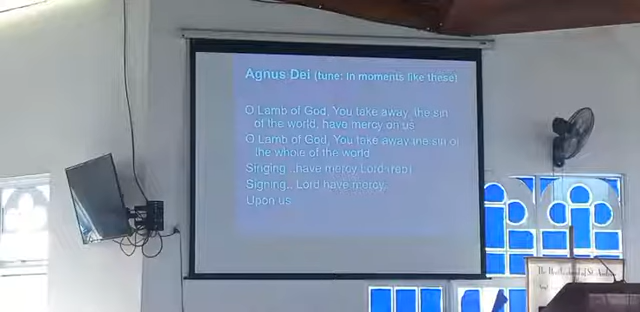 Agnus Dei (tune: In moments like these)
O Lamb of God, You take away, the sin
of the world, have mercy on us
O Lamb of God, You take away the sin of
the whole of the world
Singing ..have mercy Lord (rep)
Signing.. Lord have mercy.
Upon us